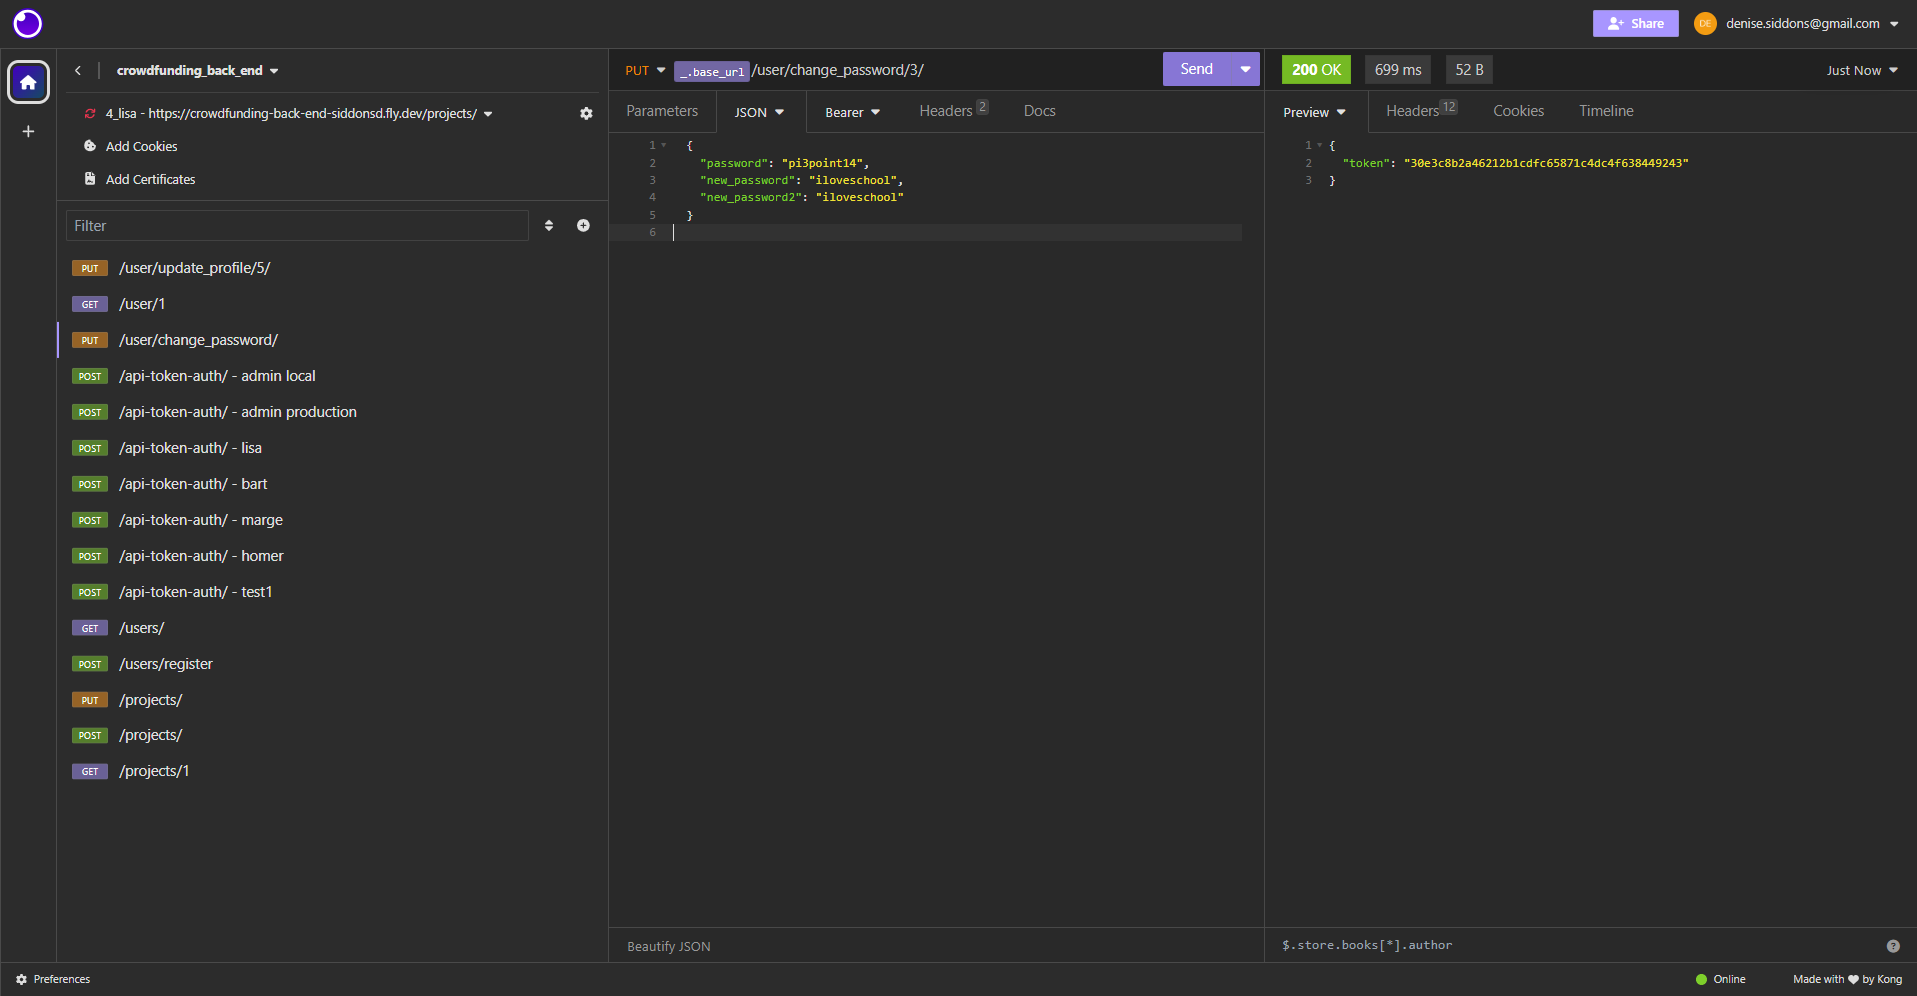 Share
DE
denise.siddons@gmail.com
crowdfunding_back_end
4_lisa - https://crowdfunding-back-end-siddonsd.fly.dev/projects/
Add Cookies
Add Certificates
Filter
PUT /user/update_profile/5/
GET /user/1
PUT /user/change_password/
POST /api-token-auth/ - admin local
POST /api-token-auth/ - admin production
POST /api-token-auth/ - lisa
POST /api-token-auth/ - bart
POST /api-token-auth/ - marge
POST /api-token-auth/ - homer
POST /api-token-auth/ - test1
GET /users/
POST /users/register
PUT /projects/
POST /projects/
GET /projects/1
PUT _.base_url /user/change_password/3/ Send
Parameters JSON Bearer Headers 2 Docs
1 {
2 "password": "pi3point14",
3 "new_password": "iloveschool",
4 "new_password2": "iloveschool"
5 }
6
Beautify JSON
200 OK 699 ms 52 B Just Now
Preview Headers 12 Cookies Timeline
1 {
2 "token": "30e3c8b2a46212b1cdfc65871c4dc4f638449243"
3 }
$.store.books[*].author
Preferences
Online
Made with ♥ by Kong